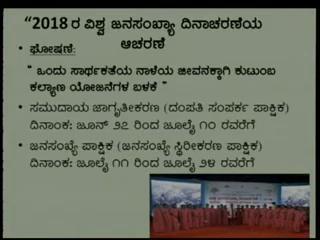 “2018 ರ ವಿಶ್ವ ಜನಸಂಖ್ಯಾ ದಿನಾಚರಣೆಯ
ಆಚರಣೆ
• ಘೋಷಣೆ:
“ ಒಂದು ಸಾರ್ಥಕತೆಯ ನಾಳೆಯ ಜೀವನಕ್ಕಾಗಿ ಕುಟುಂಬ
ಕಲ್ಯಾಣ ಯೋಜನೆಗಳ ಬಳಕೆ ”
• ಸಮುದಾಯ ಜಾಗೃತೀಕರಣ (ದಂಪತಿ ಸಂಪರ್ಕ ಪಾಕ್ಷಿಕ)
ದಿನಾಂಕ: ಜೂನ್ ೨೭ ರಿಂದ ಜೂಲೈ ೧೦ ರವರೆಗೆ
• ಜನಸಂಖ್ಯೆ ಪಾಕ್ಷಿಕ (ಜನಸಂಖ್ಯೆ ಸ್ಥಿರೀಕರಣ ಪಾಕ್ಷಿಕ)
ದಿನಾಂಕ: ಜೂಲೈ ೧೧ ರಿಂದ ಜೂಲೈ ೨೪ ರವರೆಗೆ